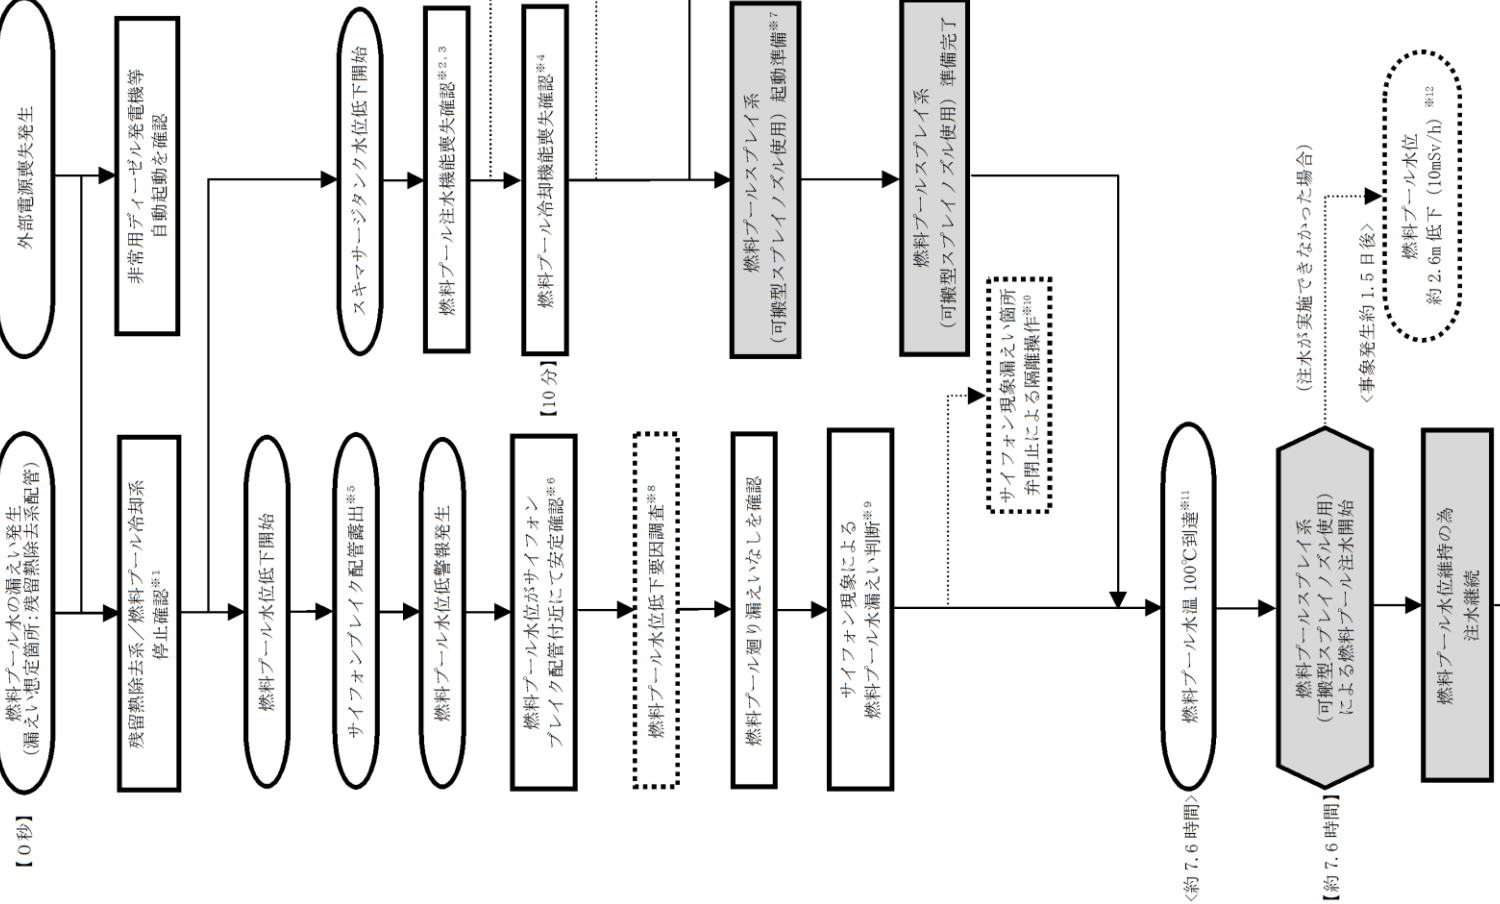 【0秒】
燃料プール水の漏えい発生
(漏えい想定箇所:残留熱除去系配管)
外部電源喪失発生
残留熱除去系／燃料プール冷却系
停止確認※1
非常用ディーゼル発電機等
自動起動を確認
燃料プール水位低下開始
サイフォンブレイク配管露出※5
スキマサージタンク水位低下開始
燃料プール水位低警報発生
燃料プール注水機能喪失確認※2,3
燃料プール水位がサイフォン
ブレイク配管付近にて安定確認※6
【10分】
燃料プール冷却機能喪失確認※4
燃料プール水位低下要因調査※8
燃料プール廻り漏えいなしを確認
燃料プールスプレイ系
(可搬型スプレイノズル使用) 起動準備※7
サイフォン現象による
燃料プール水漏えい判断※9
燃料プールスプレイ系
(可搬型スプレイノズル使用) 準備完了
サイフォン現象漏えい箇所
弁閉止による隔離操作※10
<約7.6時間>
燃料プール水温 100℃到達※11
【約7.6時間】
燃料プールスプレイ系
(可搬型スプレイノズル使用)
による燃料プール注水開始
(注水が実施できなかった場合)
<事象発生約1.5日後>
燃料プール水位
約2.6m低下 (10mSv/h) ※12
燃料プール水位維持の為
注水継続